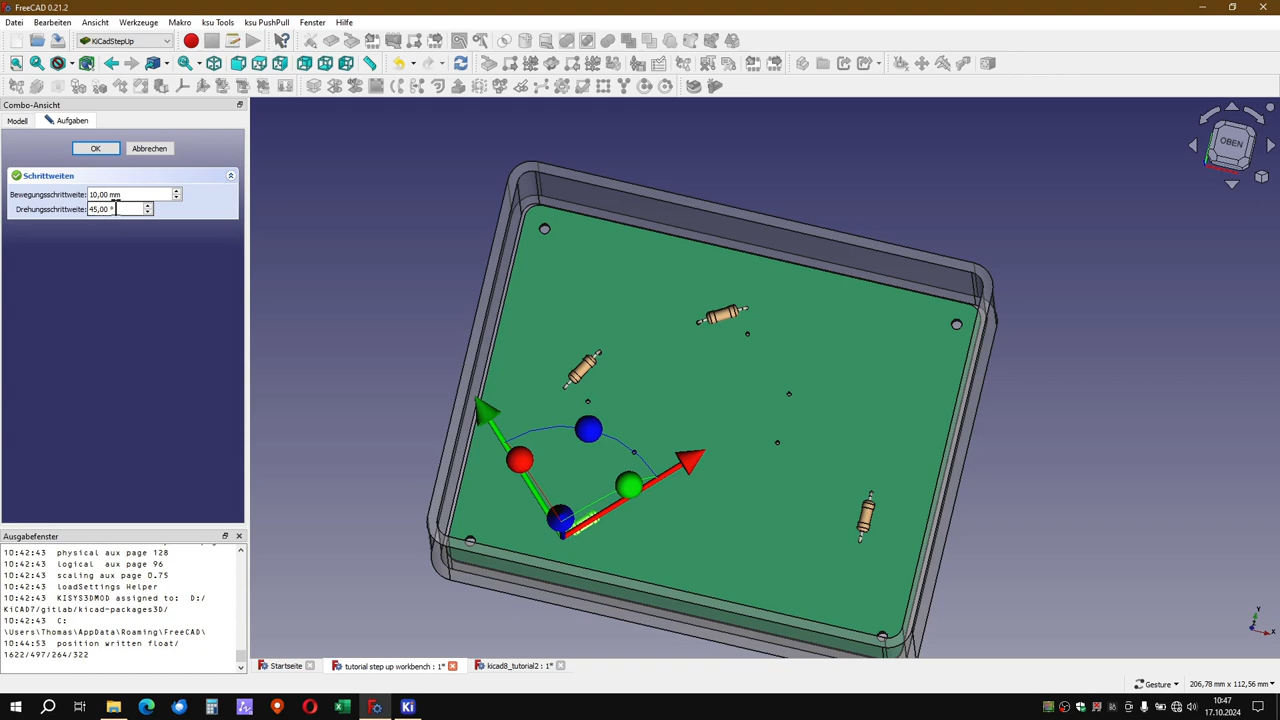 FreeCAD 0.21.2
Datei Bearbeiten Ansicht Werkzeuge Makro ksu Tools ksu PushPull Fenster Hilfe
KiCadStepUp
Combo-Ansicht
Modell Aufgaben
OK Abbrechen
Schrittweiten
Bewegungsschrittweite: 10,00 mm
Drehungsschrittweite: 45,00 °
OBEN
Ausgabefenster
10:42:43 physical aux page 128
10:42:43 logical aux page 96
10:42:43 scaling aux page 0.75
10:42:43 loadSettings Helper
10:42:43 KISYS3DMOD assigned to: D:/
KiCAD7/gitlab/kicad-packages3D/
10:42:43 C:
\Users\Thomas\AppData\Roaming\FreeCAD\
10:44:53 position written float/
1622/497/264/322
Y
X
Startseite tutorial step up workbench : 1* kicad8_tutorial2 : 1*
Gesture 206,78 mm x 112,56 mm
Ki
10:47
17.10.2024